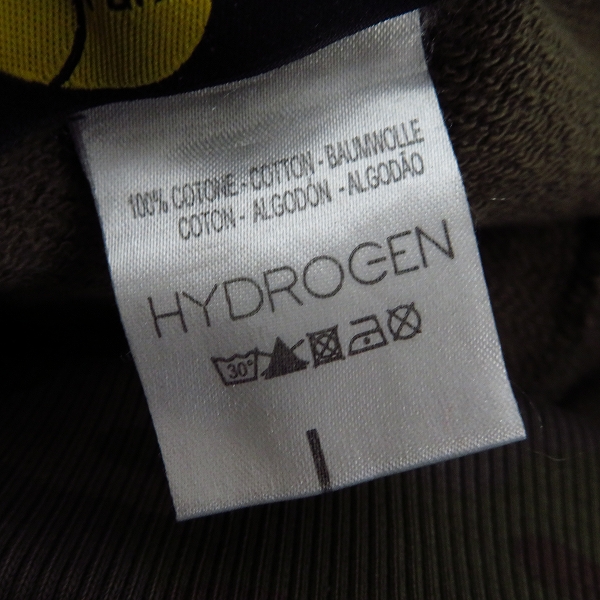 100% COTONE - COTTON - BAUMWOLLE
COTON - ALGODÓN - ALGODÃO
HYDROGEN
30°